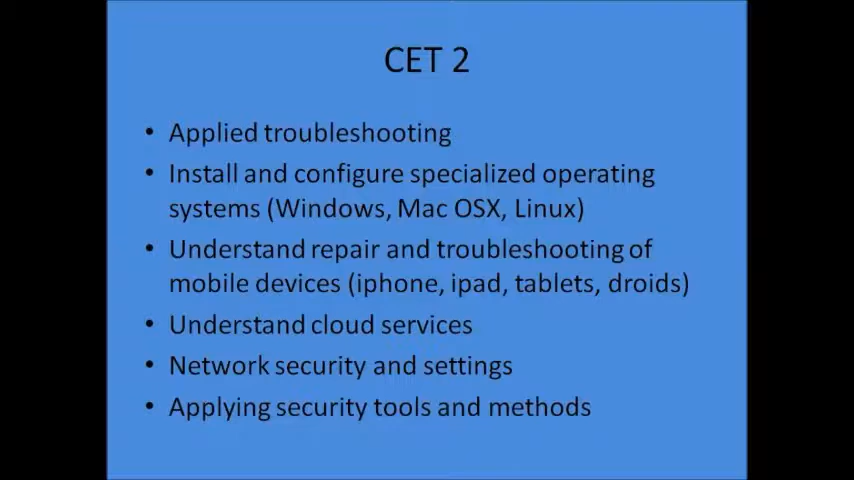 CET 2
• Applied troubleshooting
• Install and configure specialized operating
systems (Windows, Mac OSX, Linux)
• Understand repair and troubleshooting of
mobile devices (iphone, ipad, tablets, droids)
• Understand cloud services
• Network security and settings
• Applying security tools and methods